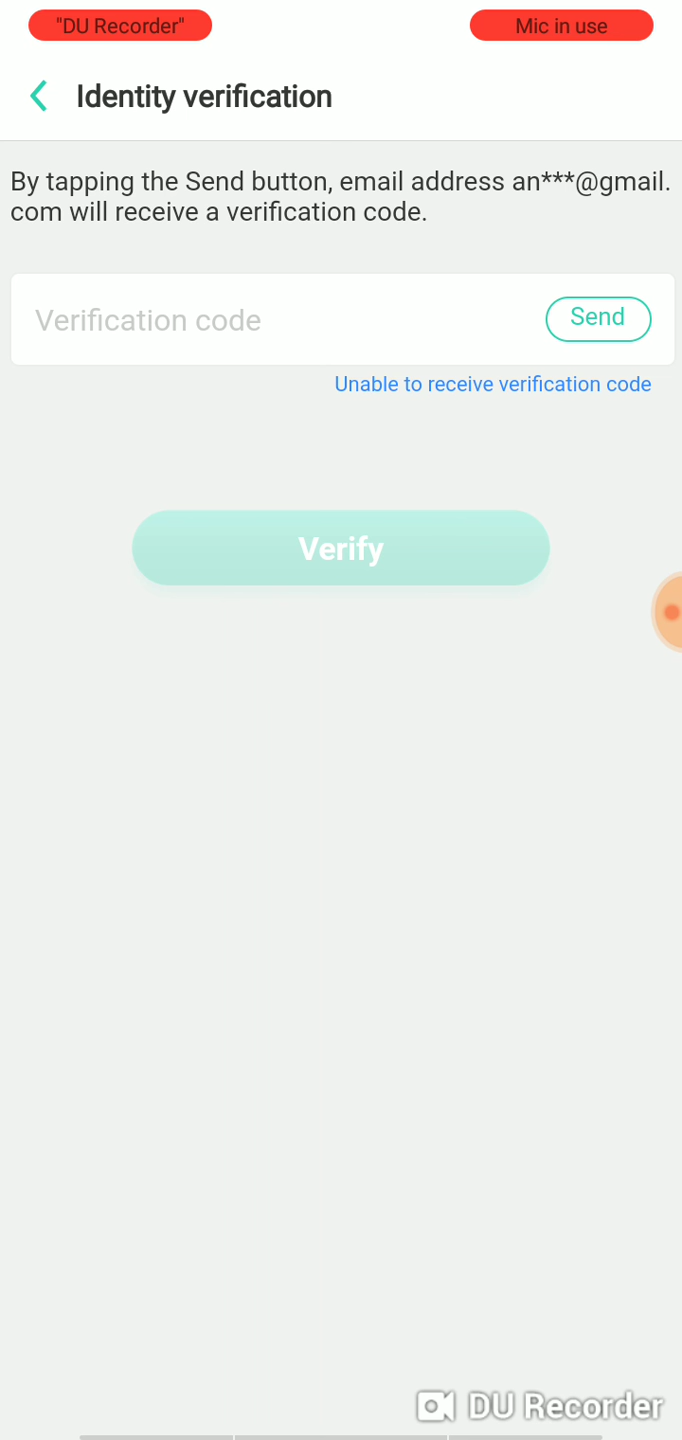 "DU Recorder"
Mic in use
Identity verification
By tapping the Send button, email address an***@gmail.
com will receive a verification code.
Verification code
Send
Unable to receive verification code
Verify
DU Recorder